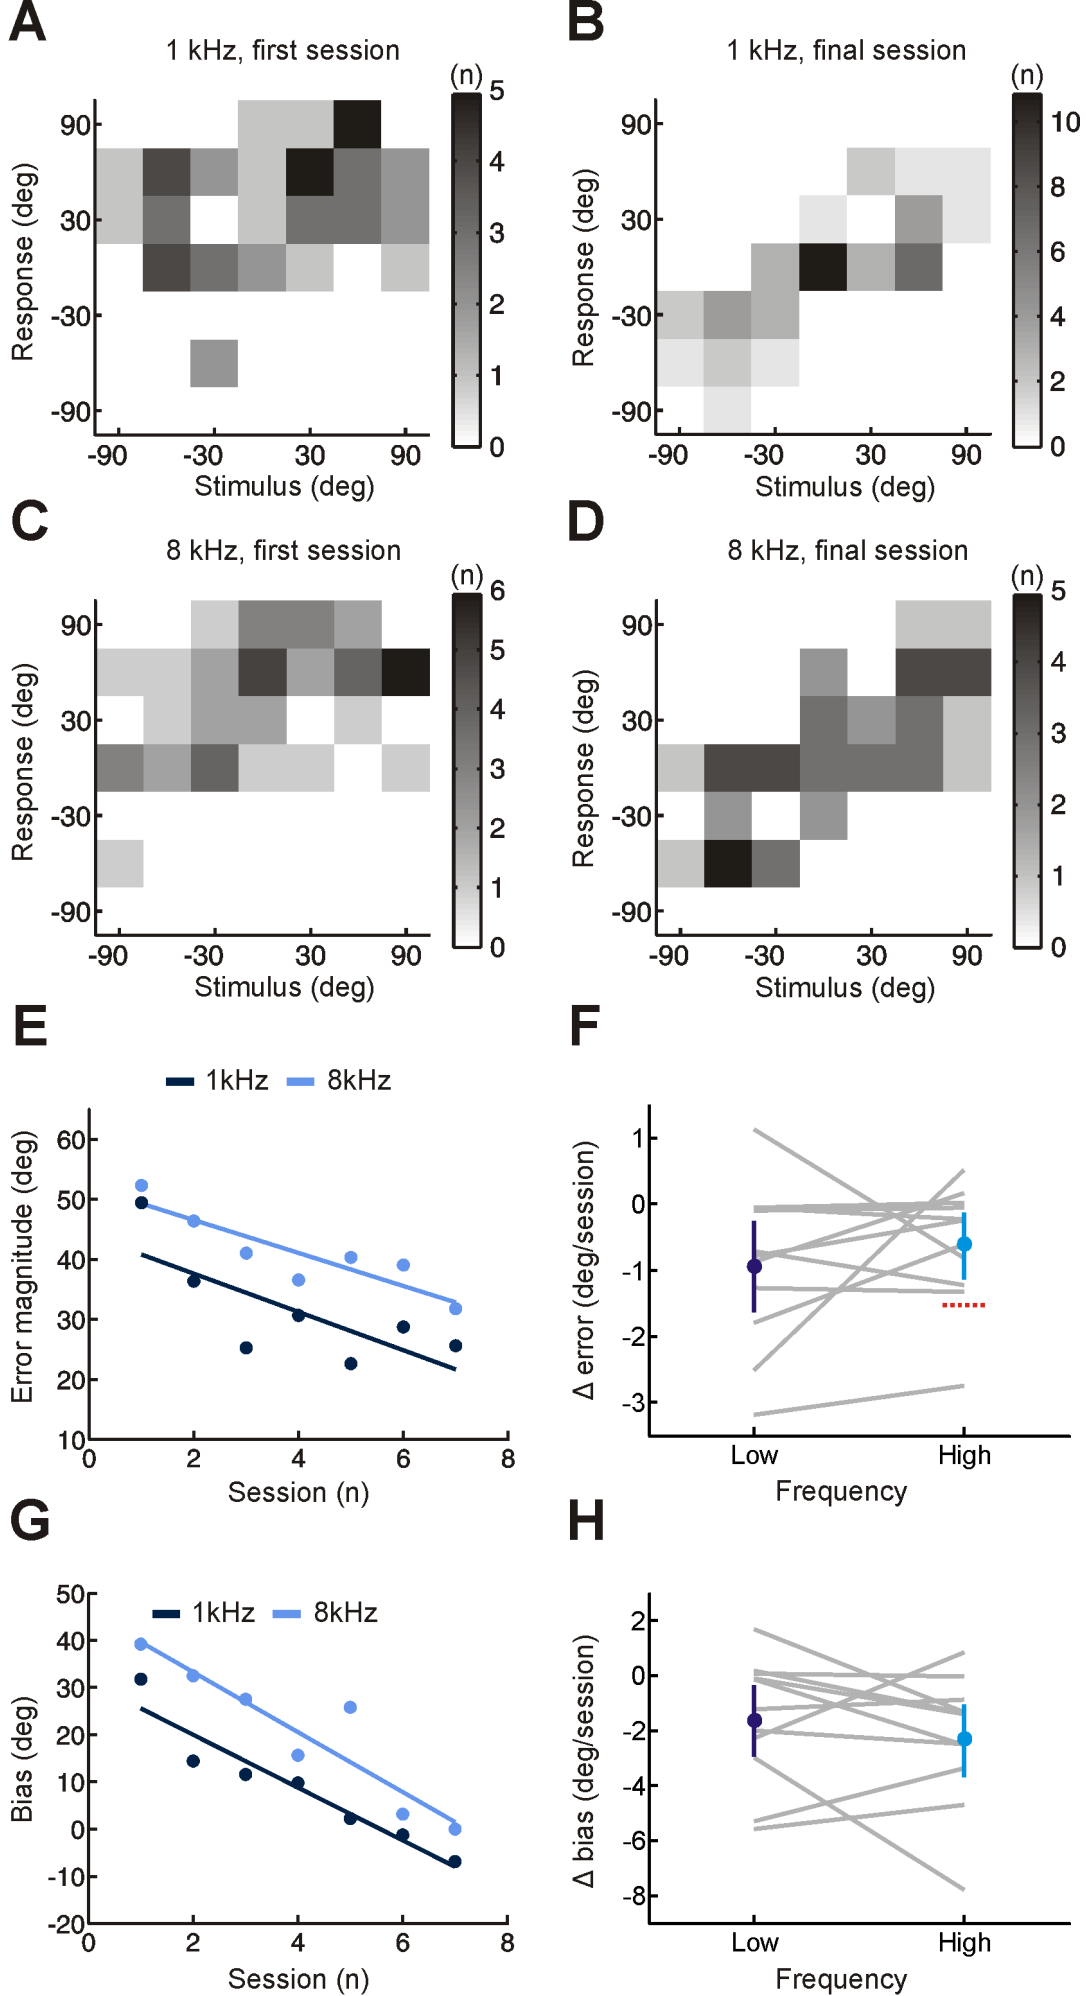 A
B
1 kHz, first session
1 kHz, final session
(n)
(n)
90
30
-30
-90
Response (deg)
-90 -30 30 90
Stimulus (deg)
5
4
3
2
1
0
90
30
-30
-90
Response (deg)
-90 -30 30 90
Stimulus (deg)
10
8
6
4
2
0
C
D
8 kHz, first session
8 kHz, final session
(n)
(n)
90
30
-30
-90
Response (deg)
-90 -30 30 90
Stimulus (deg)
6
5
4
3
2
1
0
90
30
-30
-90
Response (deg)
-90 -30 30 90
Stimulus (deg)
5
4
3
2
1
0
E
F
1kHz 8kHz
60
50
40
30
20
10
Error magnitude (deg)
0 2 4 6 8
Session (n)
1
0
-1
-2
-3
Δ error (deg/session)
Low High
Frequency
G
H
1kHz 8kHz
50
40
30
20
10
0
-10
-20
Bias (deg)
0 2 4 6 8
Session (n)
2
0
-2
-4
-6
-8
Δ bias (deg/session)
Low High
Frequency